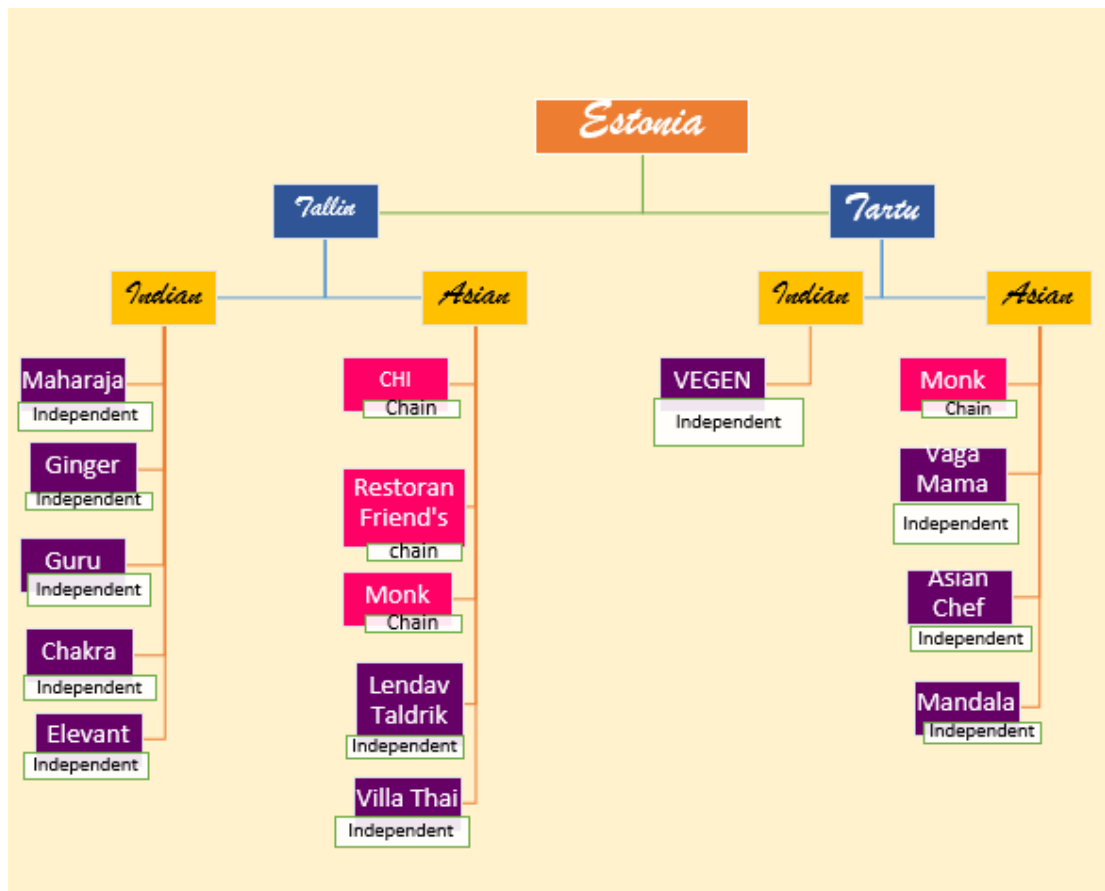 Estonia
Tallin
Tartu
Indian
Asian
Indian
Asian
Maharaja
Independent
Ginger
Independent
Guru
Independent
Chakra
Independent
Elevant
Independent
CHI
Chain
Restoran
Friend's
chain
Monk
Chain
Lendav
Taldrik
Independent
Villa Thai
Independent
VEGEN
Independent
Monk
Chain
Vaga
Mama
Independent
Asian
Chef
Independent
Mandala
Independent